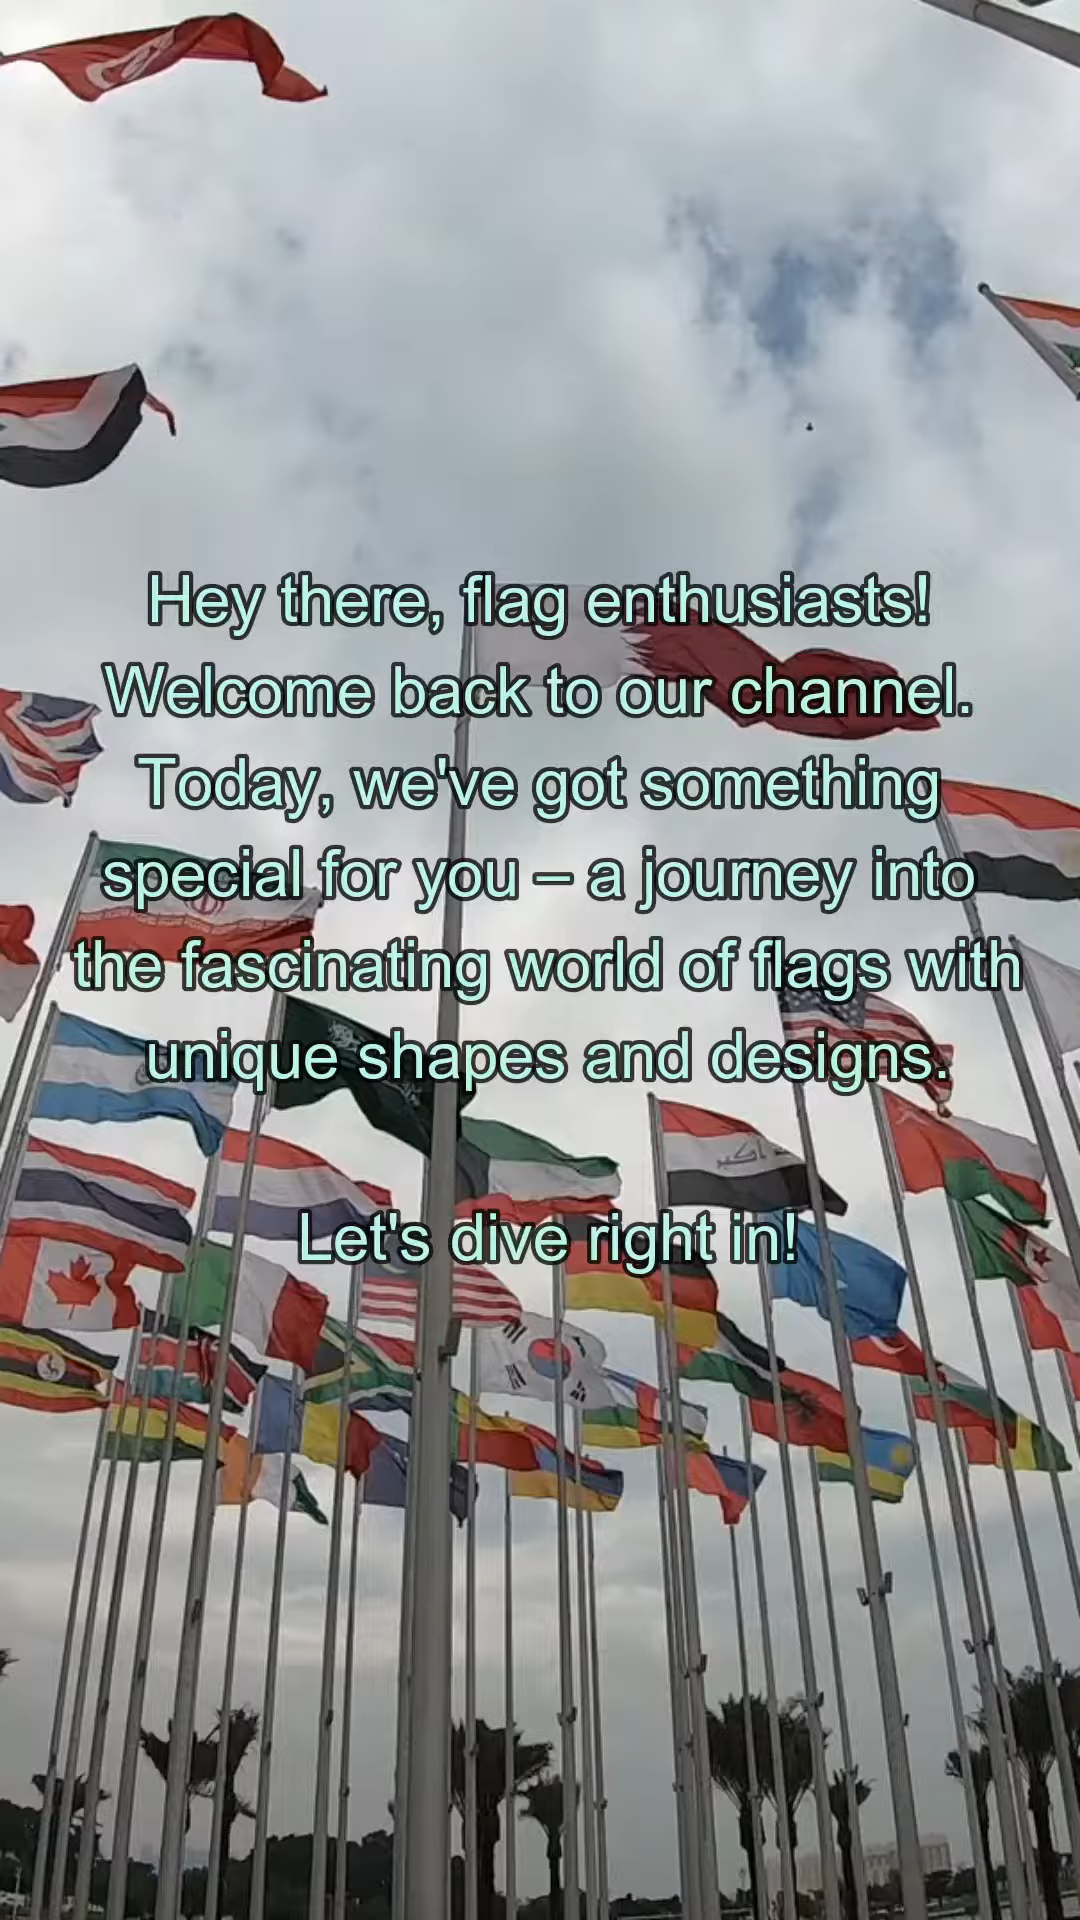 Hey there, flag enthusiasts!
Welcome back to our channel.
Today, we've got something
special for you – a journey into
the fascinating world of flags with
unique shapes and designs.
Let's dive right in!